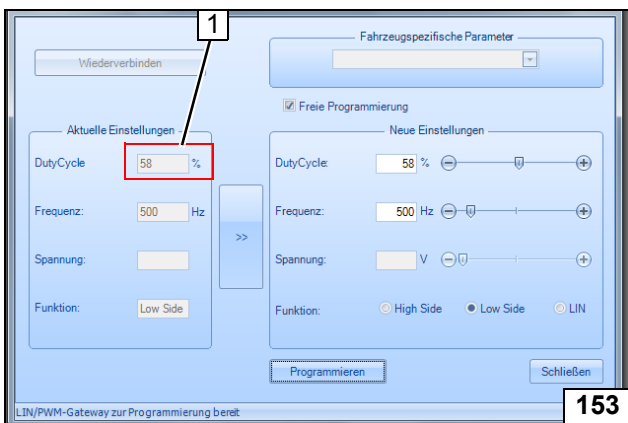 1
Fahrzeugspezifische Parameter
Wiederverbinden
Freie Programmierung
Aktuelle Einstellungen
DutyCycle 58 %
Frequenz: 500 Hz
Spannung:
Funktion: Low Side
>>
Neue Einstellungen
DutyCycle: 58 %
Frequenz: 500 Hz
Spannung: V
Funktion: High Side Low Side LIN
Programmieren
Schließen
LIN/PWM-Gateway zur Programmierung bereit
153